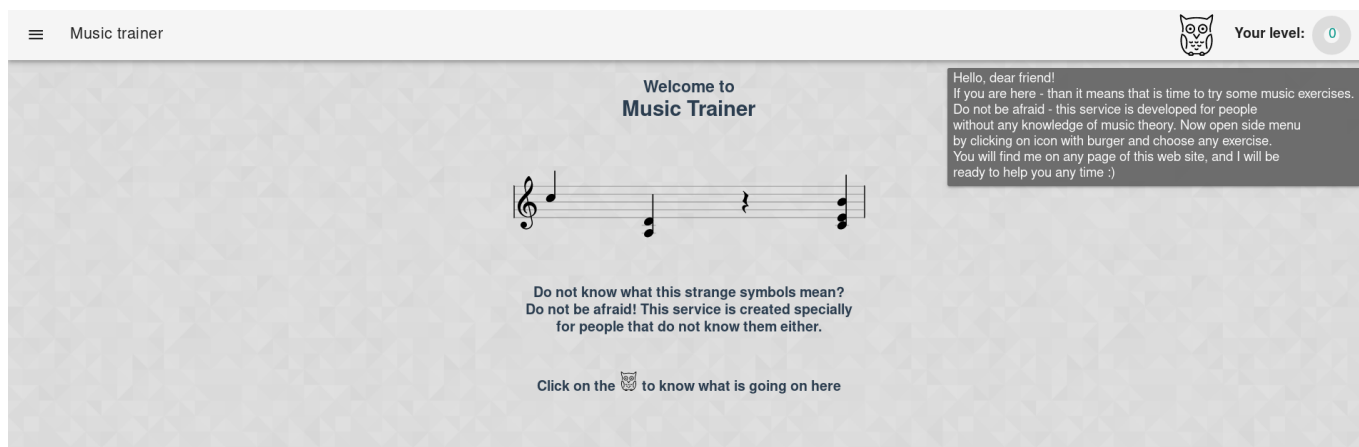 Music trainer
Your level: 0
Hello, dear friend!
If you are here - than it means that is time to try some music exercises.
Do not be afraid - this service is developed for people
without any knowledge of music theory. Now open side menu
by clicking on icon with burger and choose any exercise.
You will find me on any page of this web site, and I will be
ready to help you any time :)
Welcome to
Music Trainer
Do not know what this strange symbols mean?
Do not be afraid! This service is created specially
for people that do not know them either.
Click on the to know what is going on here